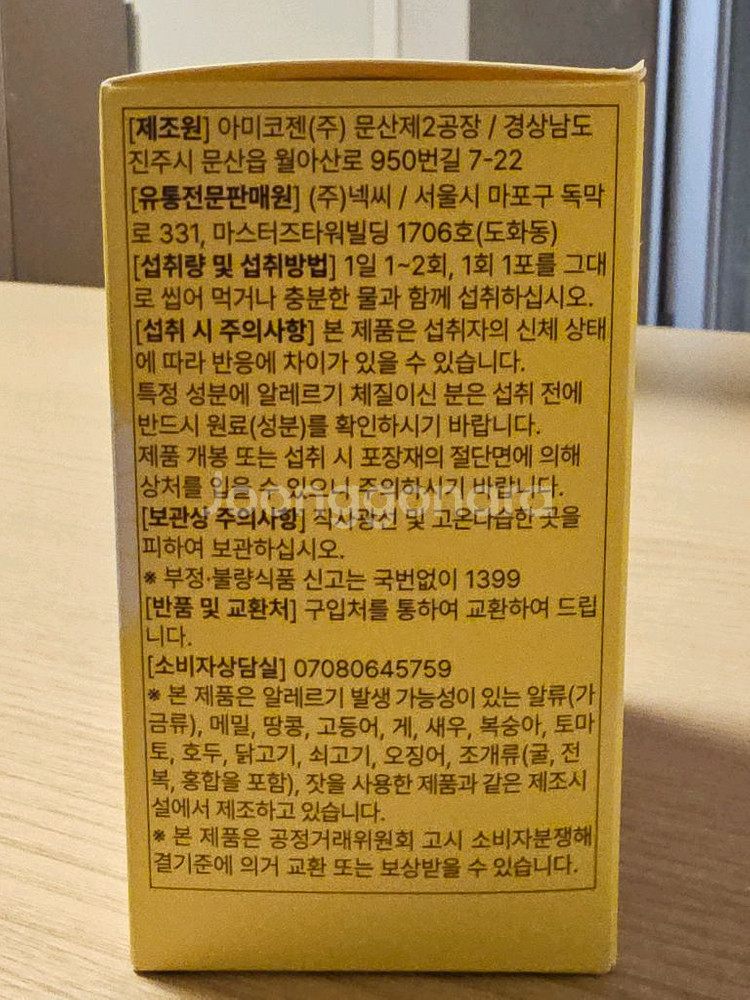 [제조원] 아미코젠(주) 문산제2공장 / 경상남도
진주시 문산읍 월아산로 950번길 7-22
[유통전문판매원] (주)넥씨 / 서울시 마포구 독막
로 331, 마스터즈타워빌딩 1706호(도화동)
[섭취량 및 섭취방법] 1일 1~2회, 1회 1포를 그대
로 씹어 먹거나 충분한 물과 함께 섭취하십시오.
[섭취 시 주의사항] 본 제품은 섭취자의 신체 상태
에 따라 반응에 차이가 있을 수 있습니다.
특정 성분에 알레르기 체질이신 분은 섭취 전에
반드시 원료(성분)를 확인하시기 바랍니다.
제품 개봉 또는 섭취 시 포장재의 절단면에 의해
상처를 입을 수 있으니 주의하시기 바랍니다.
joonggonara
[보관상 주의사항] 직사광선 및 고온다습한 곳을
피하여 보관하십시오.
※ 부정·불량식품 신고는 국번없이 1399
[반품 및 교환처] 구입처를 통하여 교환하여 드립
니다.
[소비자상담실] 07080645759
※ 본 제품은 알레르기 발생 가능성이 있는 알류(가
금류), 메밀, 땅콩, 고등어, 게, 새우, 복숭아, 토마
토, 호두, 닭고기, 쇠고기, 오징어, 조개류(굴, 전
복, 홍합을 포함), 잣을 사용한 제품과 같은 제조시
설에서 제조하고 있습니다.
※ 본 제품은 공정거래위원회 고시 소비자분쟁해
결기준에 의거 교환 또는 보상받을 수 있습니다.